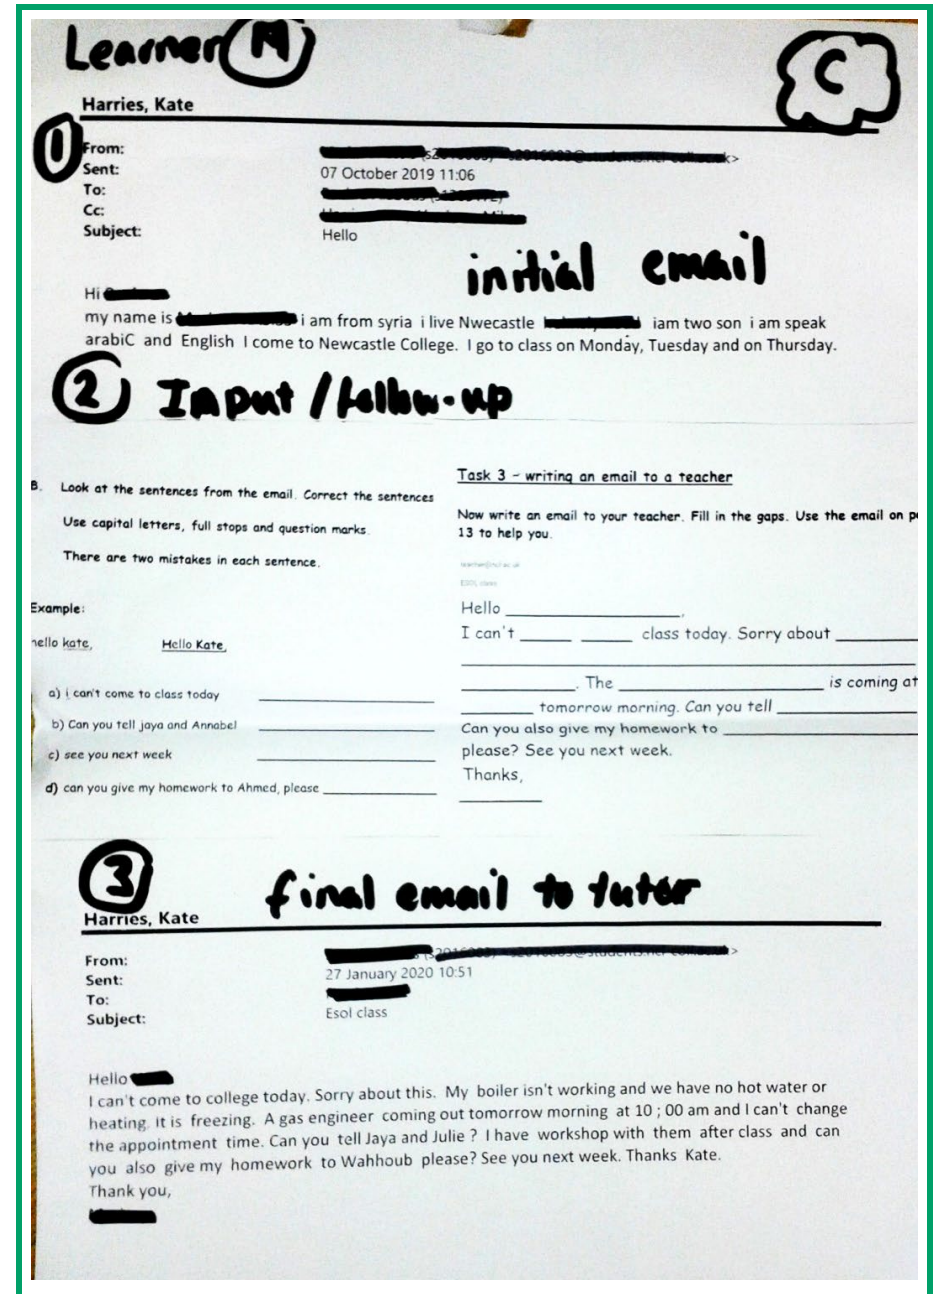 Learner M
C
Harries, Kate
1
From:
Sent: 07 October 2019 11:06
To:
Cc:
Subject: Hello
initial email
Hi
my name is i am from syria i live Nwecastle iam two son i am speak
arabiC and English I come to Newcastle College. I go to class on Monday, Tuesday and on Thursday.
2 Input / follow-up
B. Look at the sentences from the email. Correct the sentences
Use capital letters, full stops and question marks.
There are two mistakes in each sentence.
Example:
hello kate, Hello Kate,
a) i can't come to class today
b) Can you tell jaya and Annabel
c) see you next week
d) can you give my homework to Ahmed, please
Task 3 - writing an email to a teacher
Now write an email to your teacher. Fill in the gaps. Use the email on
13 to help you.
ESOL class
Hello ,
I can't class today. Sorry about
. The is coming at
tomorrow morning. Can you tell
Can you also give my homework to
please? See you next week.
Thanks,
3 final email to tutor
Harries, Kate
From:
Sent: 27 January 2020 10:51
To:
Subject: Esol class
Hello
I can't come to college today. Sorry about this. My boiler isn't working and we have no hot water or
heating. It is freezing. A gas engineer coming out tomorrow morning at 10 ; 00 am and I can't change
the appointment time. Can you tell Jaya and Julie ? I have workshop with them after class and can
you also give my homework to Wahhoub please? See you next week. Thanks Kate.
Thank you,